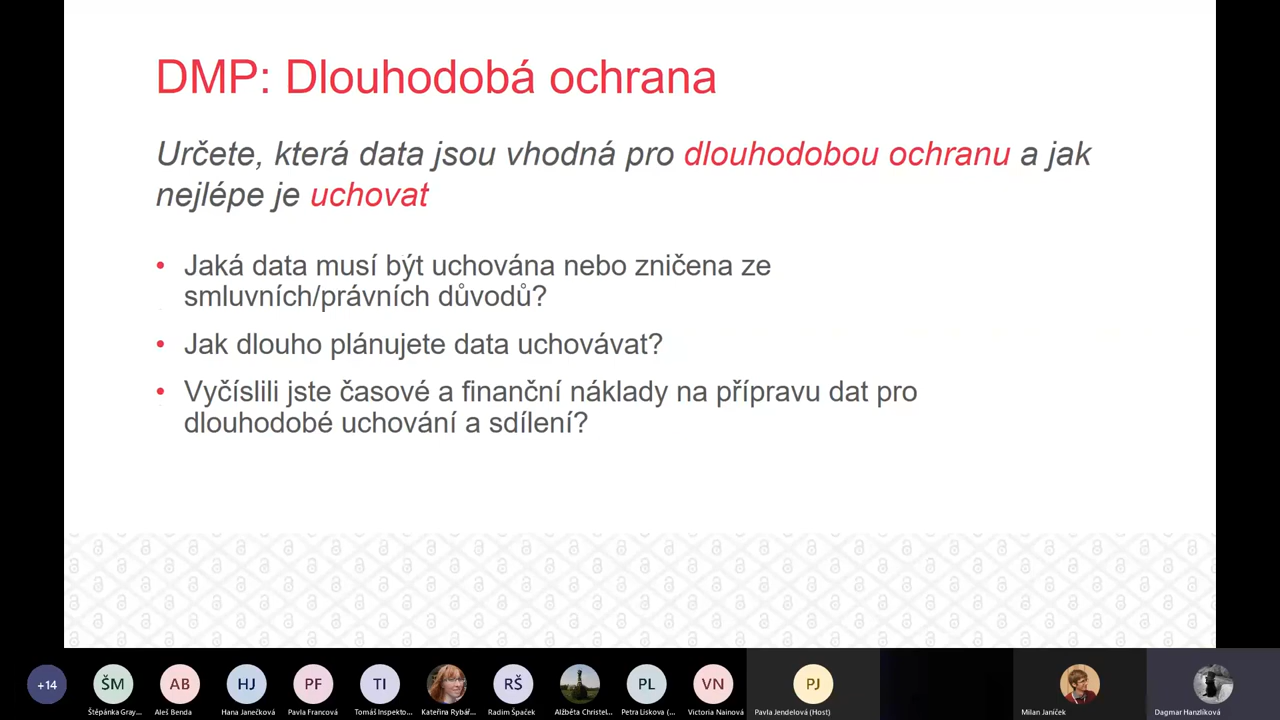 DMP: Dlouhodobá ochrana
Určete, která data jsou vhodná pro dlouhodobou ochranu a jak
nejlépe je uchovat
• Jaká data musí být uchována nebo zničena ze
smluvních/právních důvodů?
• Jak dlouho plánujete data uchovávat?
• Vyčíslili jste časové a finanční náklady na přípravu dat pro
dlouhodobé uchování a sdílení?
+14
ŠM
AB
HJ
PF
TI
RŠ
PL
VN
PJ
Štěpánka Gray...
Aleš Benda
Hana Janečková
Pavla Francová
Tomáš Inspekto...
Kateřina Rybář...
Radim Špaček
Alžběta Christel...
Petra Liskova (...
Victoria Nainová
Pavla Jendelová (Host)
Milan Janíček
Dagmar Hanzlíková